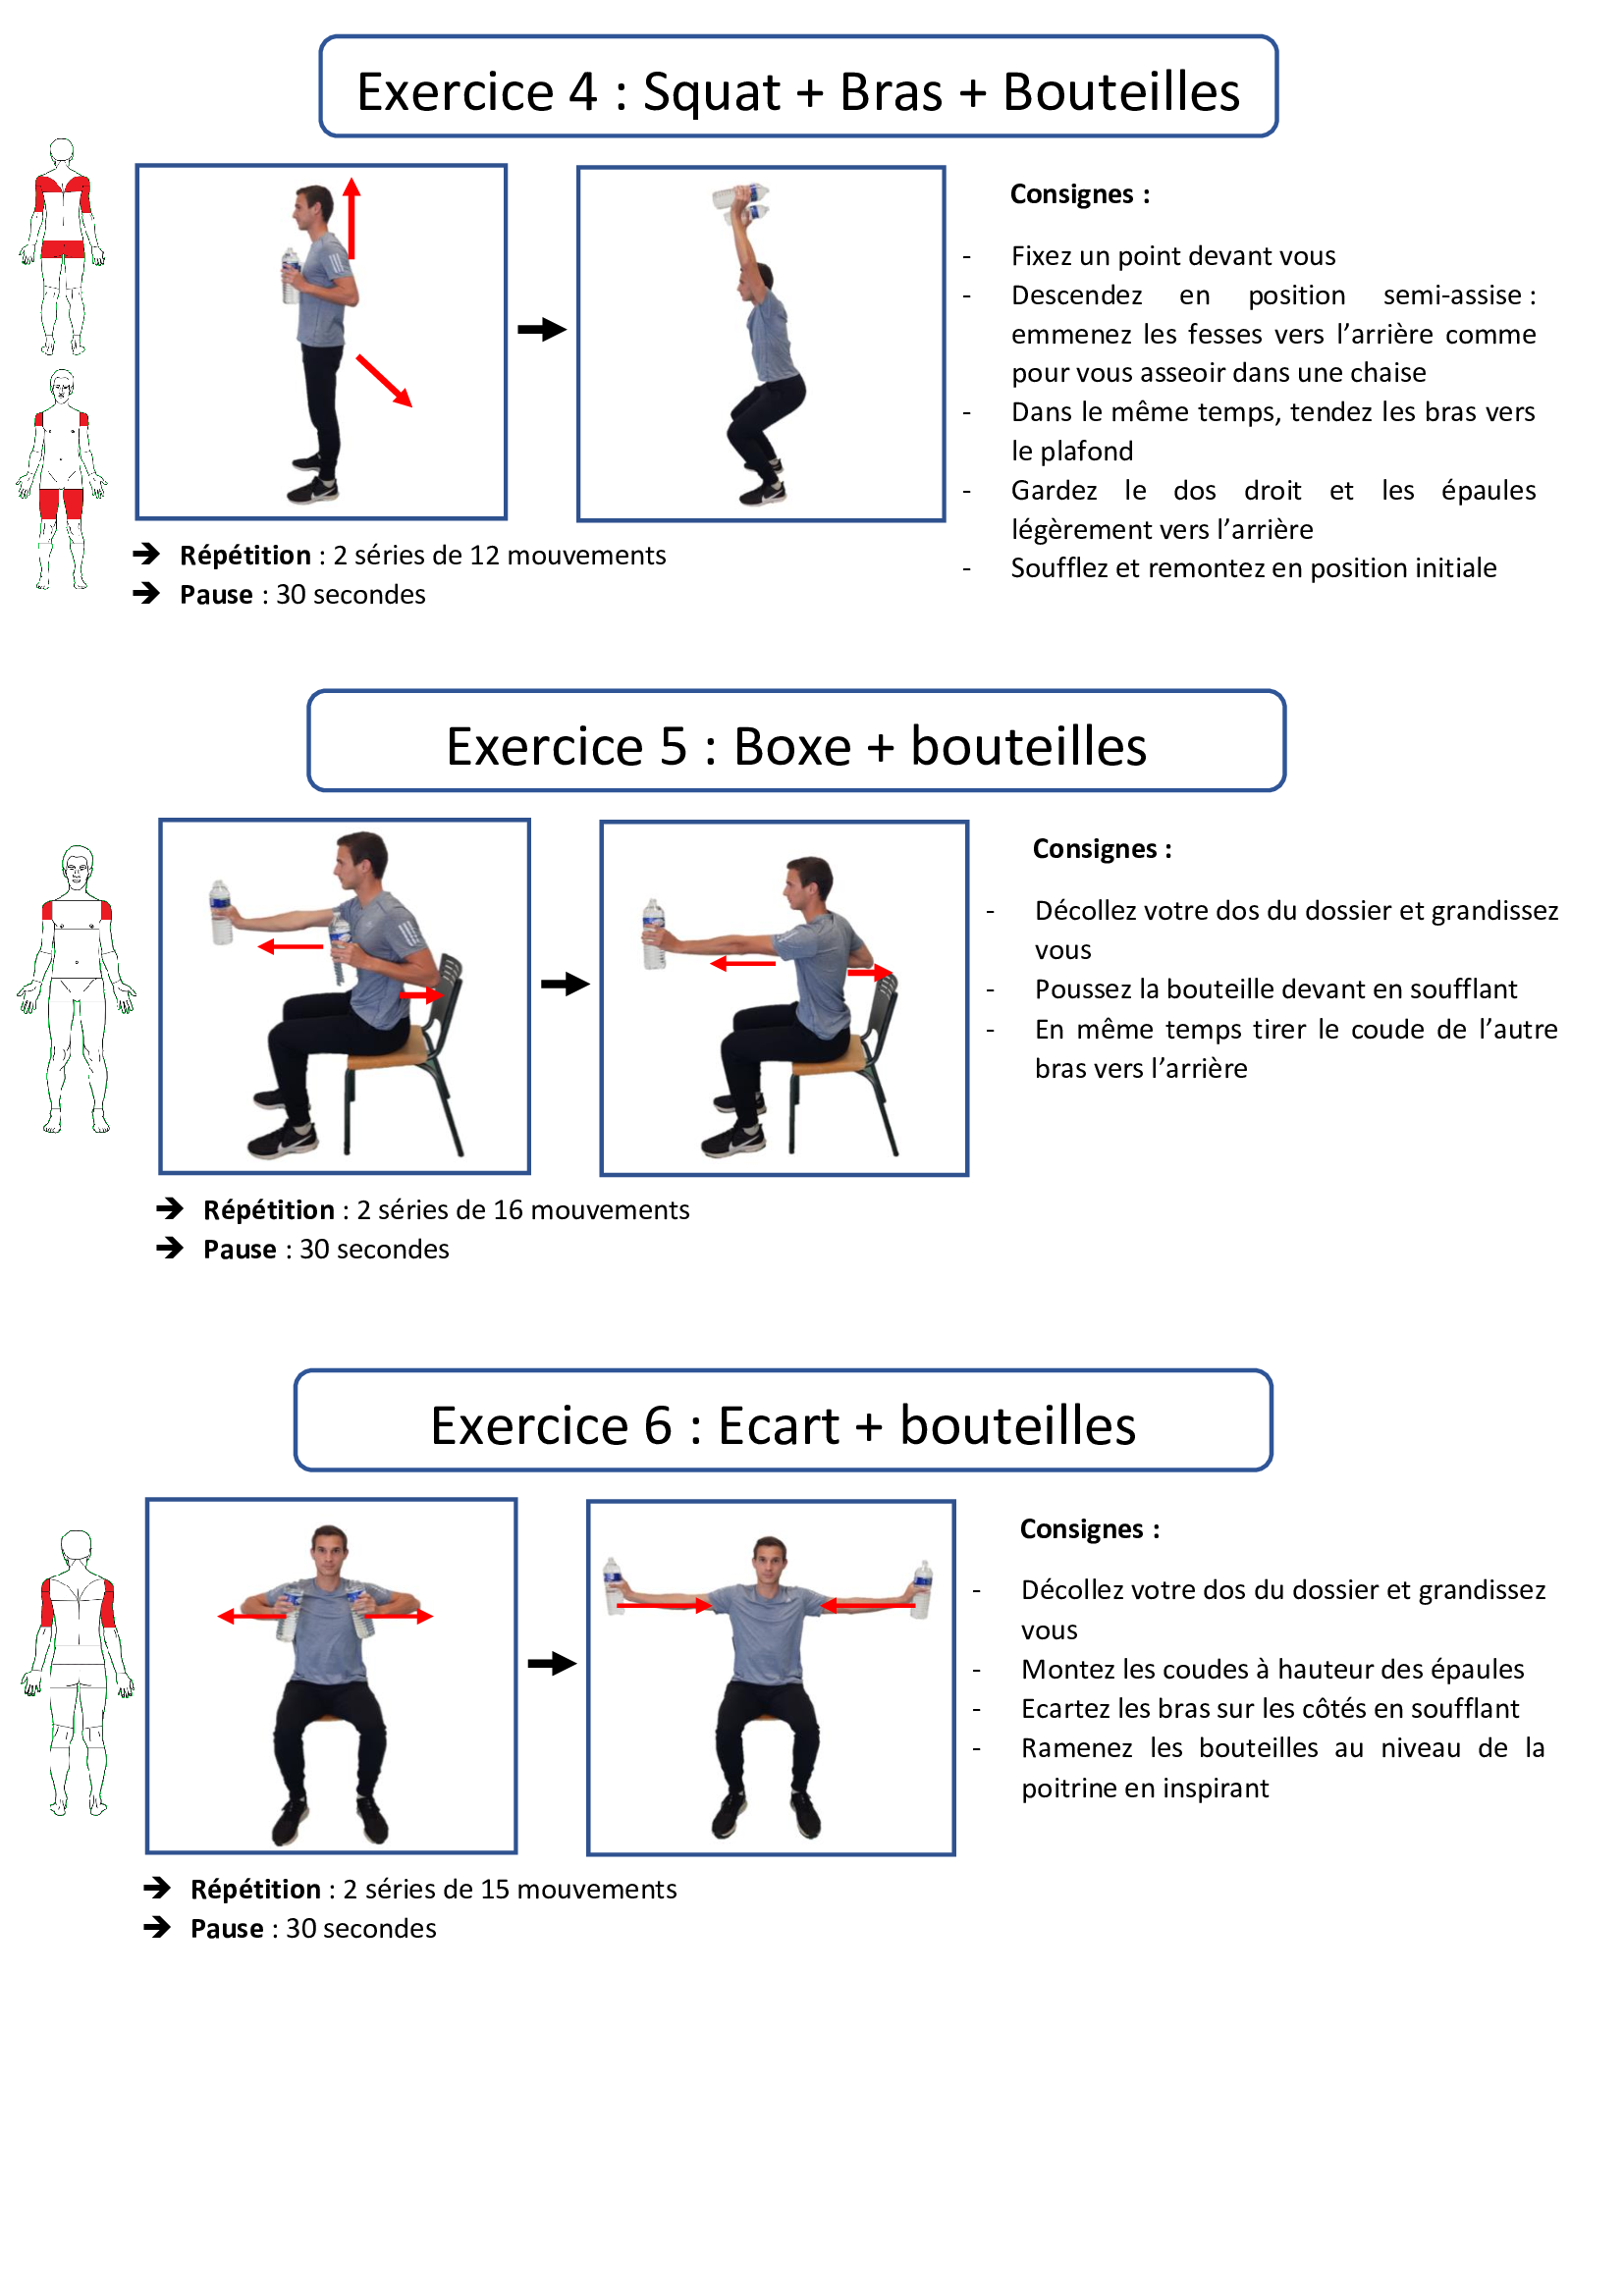 Exercice 4 : Squat + Bras + Bouteilles
Consignes :
- Fixez un point devant vous
- Descendez en position semi-assise :
emmenez les fesses vers l’arrière comme
pour vous asseoir dans une chaise
- Dans le même temps, tendez les bras vers
le plafond
- Gardez le dos droit et les épaules
légèrement vers l’arrière
- Soufflez et remontez en position initiale
➔ Répétition : 2 séries de 12 mouvements
➔ Pause : 30 secondes
Exercice 5 : Boxe + bouteilles
Consignes :
- Décollez votre dos du dossier et grandissez
vous
- Poussez la bouteille devant en soufflant
- En même temps tirer le coude de l’autre
bras vers l’arrière
➔ Répétition : 2 séries de 16 mouvements
➔ Pause : 30 secondes
Exercice 6 : Ecart + bouteilles
Consignes :
- Décollez votre dos du dossier et grandissez
vous
- Montez les coudes à hauteur des épaules
- Ecartez les bras sur les côtés en soufflant
- Ramenez les bouteilles au niveau de la
poitrine en inspirant
➔ Répétition : 2 séries de 15 mouvements
➔ Pause : 30 secondes